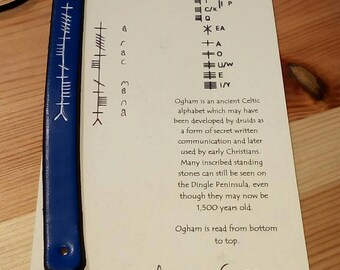 a
rac
mana
T I P
C/K
Q
EA
A
O
U/W
E
I/Y
Ogham is an ancient Celtic
alphabet which may have
been developed by druids as
a form of secret written
communication and later
used by early Christians.
Many inscribed standing
stones can still be seen on
the Dingle Peninsula, even
though they may now be
1,500 years old.
Ogham is read from bottom
to top.